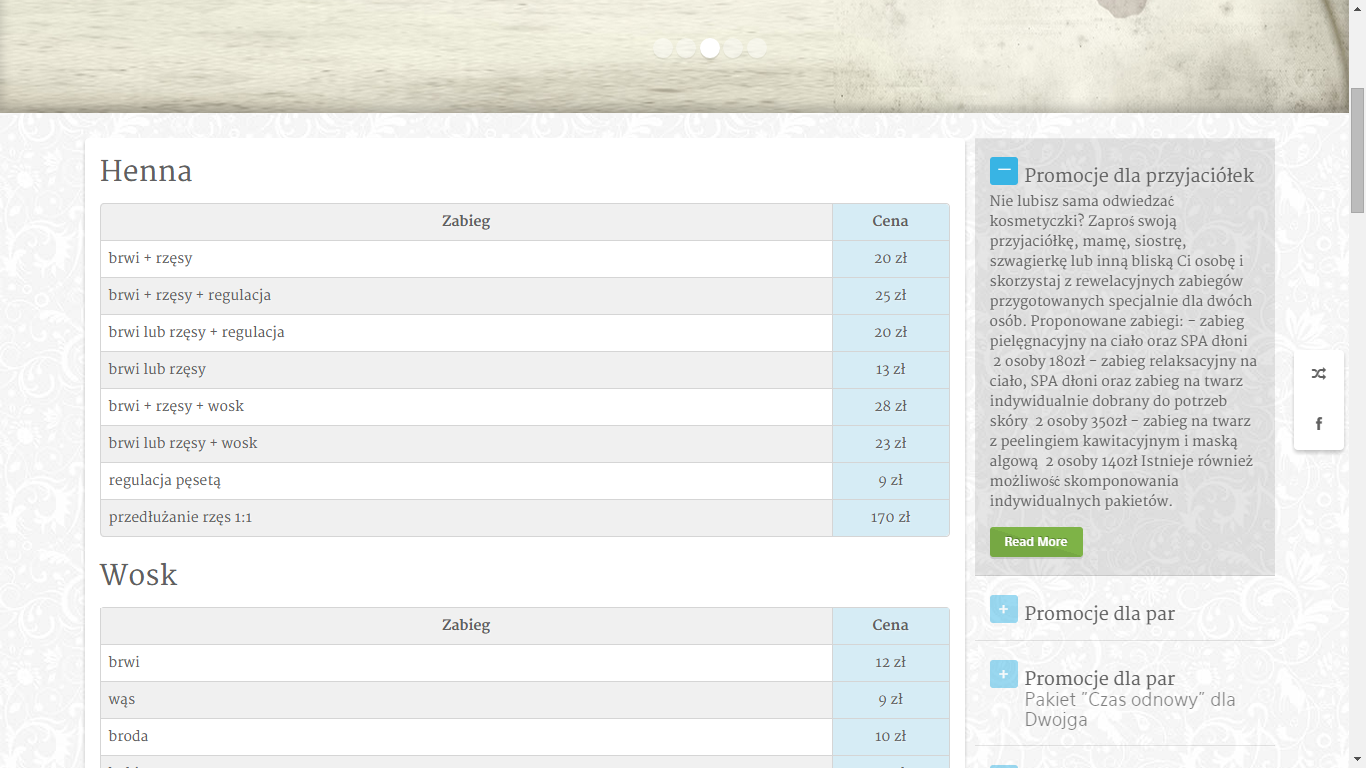 Henna
Zabieg Cena
brwi + rzęsy 20 zł
brwi + rzęsy + regulacja 25 zł
brwi lub rzęsy + regulacja 20 zł
brwi lub rzęsy 13 zł
brwi + rzęsy + wosk 28 zł
brwi lub rzęsy + wosk 23 zł
regulacja pęsetą 9 zł
przedłużanie rzęs 1:1 170 zł
Wosk
Zabieg Cena
brwi 12 zł
wąs 9 zł
broda 10 zł
Promocje dla przyjaciółek
Nie lubisz sama odwiedzać
kosmetyczki? Zaproś swoją
przyjaciółkę, mamę, siostrę,
szwagierkę lub inną bliską Ci osobę i
skorzystaj z rewelacyjnych zabiegów
przygotowanych specjalnie dla dwóch
osób. Proponowane zabiegi: - zabieg
pielęgnacyjny na ciało oraz SPA dłoni
2 osoby 180zł - zabieg relaksacyjny na
ciało, SPA dłoni oraz zabieg na twarz
indywidualnie dobrany do potrzeb
skóry 2 osoby 350zł - zabieg na twarz
z peelingiem kawitacyjnym i maską
algową 2 osoby 140zł Istnieje również
możliwość skomponowania
indywidualnych pakietów.
Read More
Promocje dla par
Promocje dla par
Pakiet "Czas odnowy" dla
Dwojga